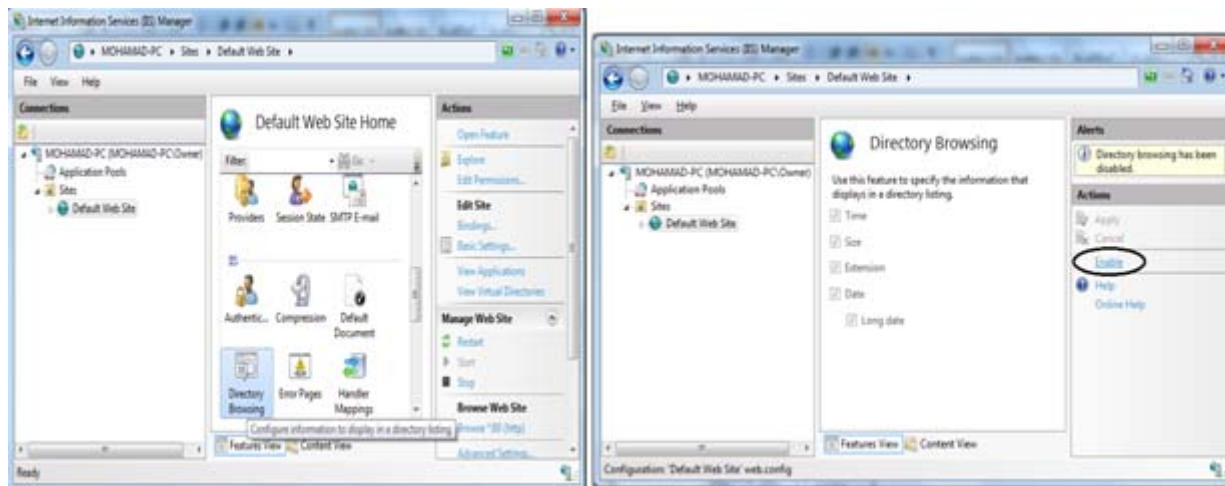 Internet Information Services (IIS) Manager
MOHAMAD-PC Sites Default Web Site
File View Help
Connections
MOHAMAD-PC (MOHAMAD-PC\Owner)
Application Pools
Sites
Default Web Site
Default Web Site Home
Filter: Go
Providers Session State SMTP E-mail
IIS
Authentic... Compression Default Document
Directory Browsing Error Pages Handler Mappings
Configure information to display in a directory listing
Features View Content View
Actions
Open Feature
Explore
Edit Permissions...
Edit Site
Bindings...
Basic Settings...
View Applications
View Virtual Directories
Manage Web Site
Restart
Start
Stop
Browse Web Site
Browse *:80 (http)
Advanced Settings...
Ready
Internet Information Services (IIS) Manager
MOHAMAD-PC Sites Default Web Site
File View Help
Connections
MOHAMAD-PC (MOHAMAD-PC\Owner)
Application Pools
Sites
Default Web Site
Directory Browsing
Use this feature to specify the information that
displays in a directory listing.
Time
Size
Extension
Date
Long date
Features View Content View
Alerts
Directory browsing has been
disabled.
Actions
Apply
Cancel
Enable
Help
Online Help
Configuration: 'Default Web Site' web.config